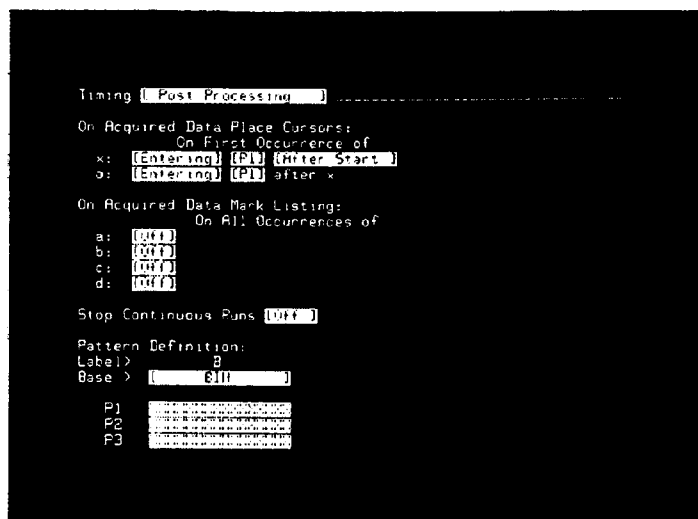 Timing [ Post Processing ]
On Acquired Data Place Cursors:
On First Occurrence of
x: [Entering] [P1] [After Start ]
o: [Entering] [P1] after x
On Acquired Data Mark Listing:
On All Occurrences of
a: [Off]
b: [Off]
c: [Off]
d: [Off]
Stop Continuous Runs [Off ]
Pattern Definition:
Label> B
Base > [ BIN ]
P1
P2
P3